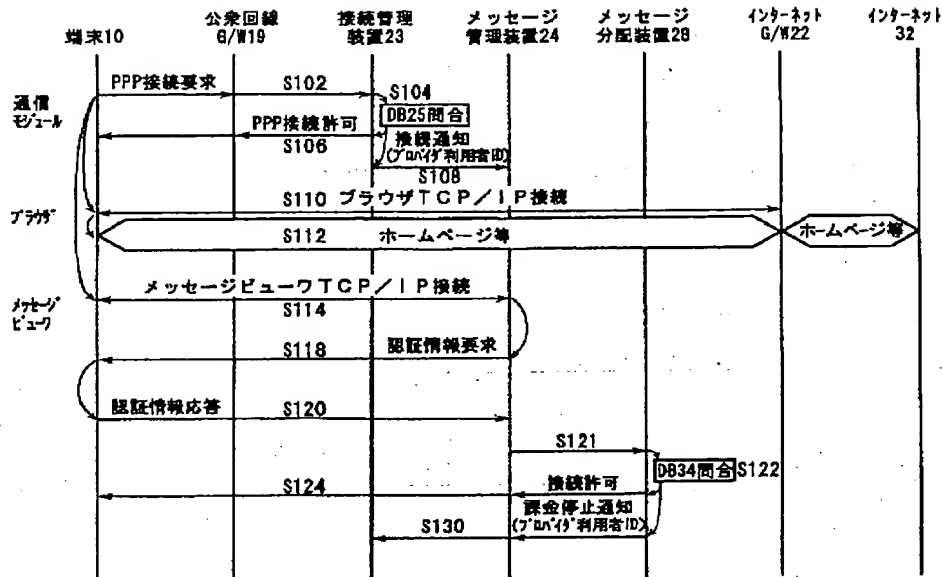 端末10
公衆回線
G/W19
接続管理
装置23
メッセージ
管理装置24
メッセージ
分配装置28
インターネット
G/W22
インターネット
32
通信
モジュール
PPP接続要求
S102
S104
DB25問合
PPP接続許可
S106
接続通知
(プロバイダ利用者ID)
S108
S110 ブラウザTCP/IP接続
ブラウザ
S112 ホームページ等
ホームページ等
メッセージビューワTCP/IP接続
S114
メッセージ
ビューワ
S118 認証情報要求
認証情報応答 S120
S121
DB34問合 S122
S124 接続許可
課金停止通知
(プロバイダ利用者ID)
S130